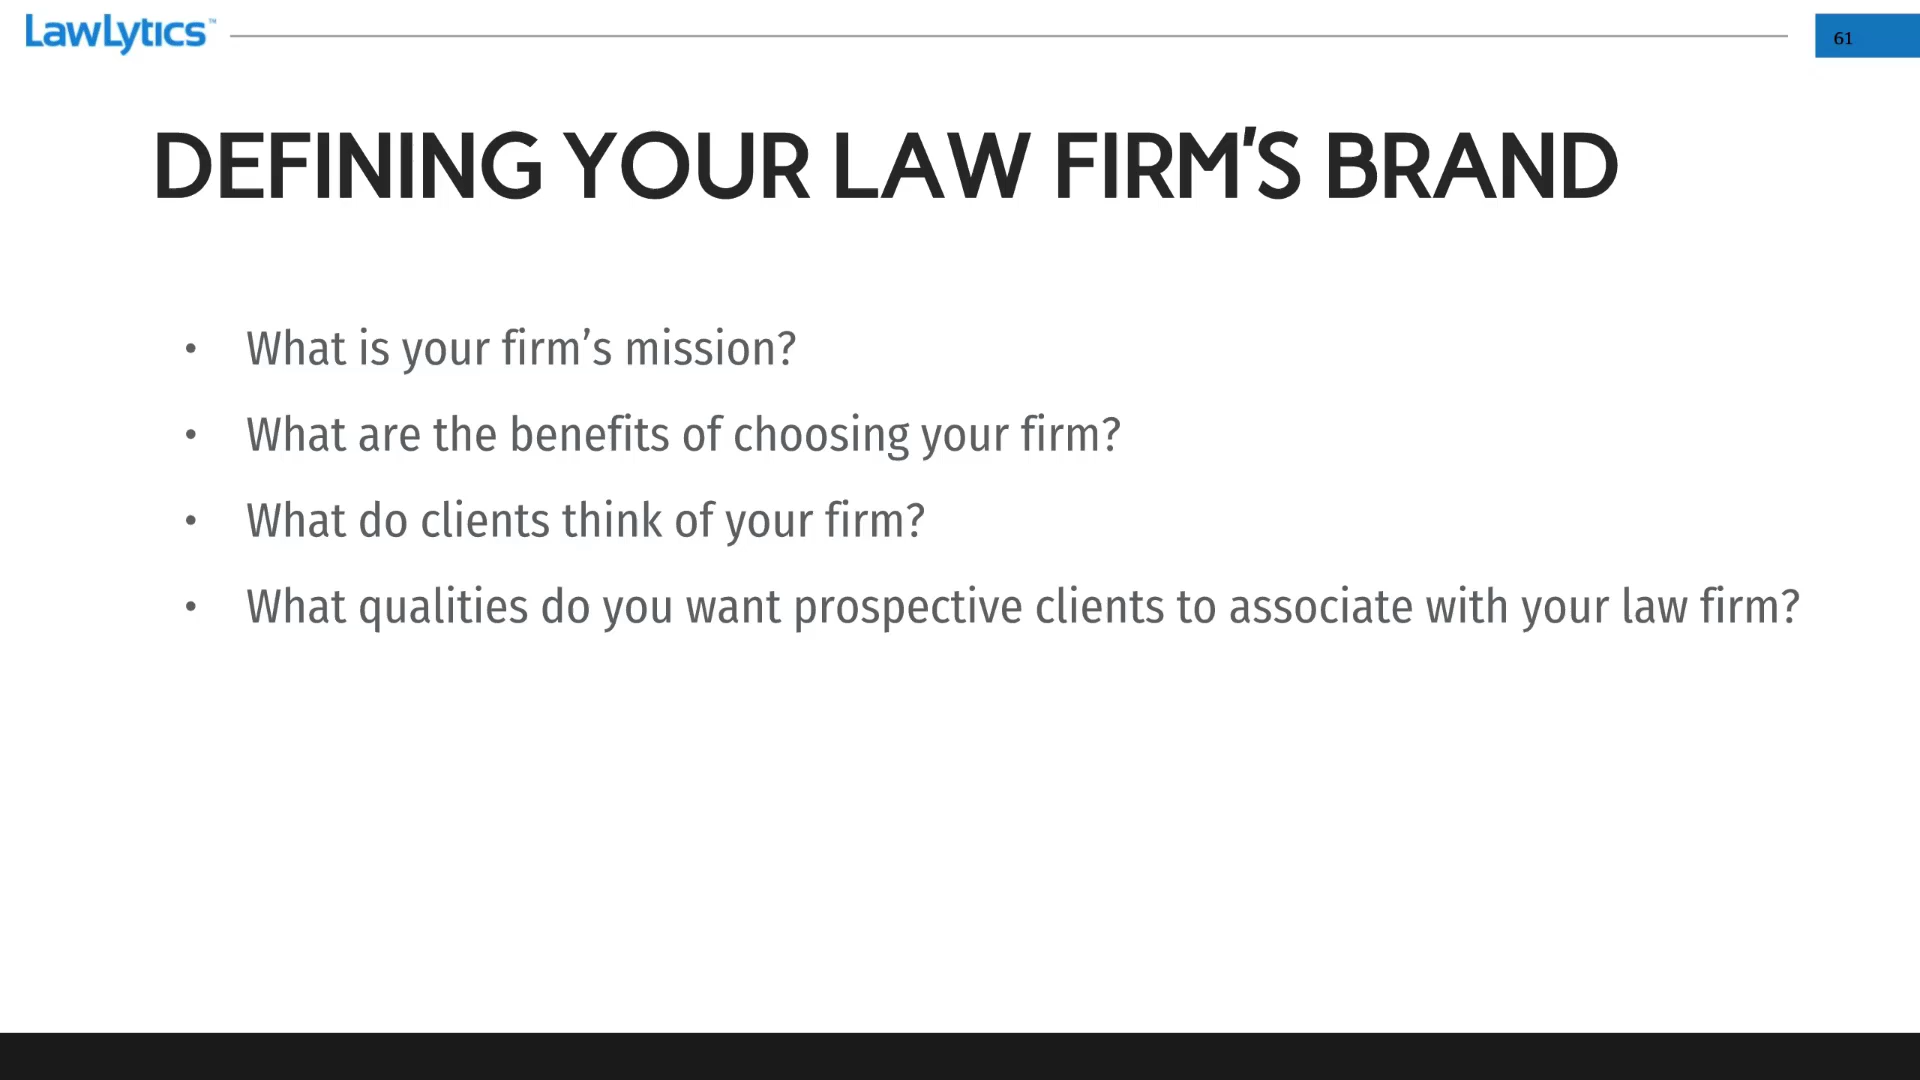 LawLytics™
61
DEFINING YOUR LAW FIRM'S BRAND
• What is your firm’s mission?
• What are the benefits of choosing your firm?
• What do clients think of your firm?
• What qualities do you want prospective clients to associate with your law firm?